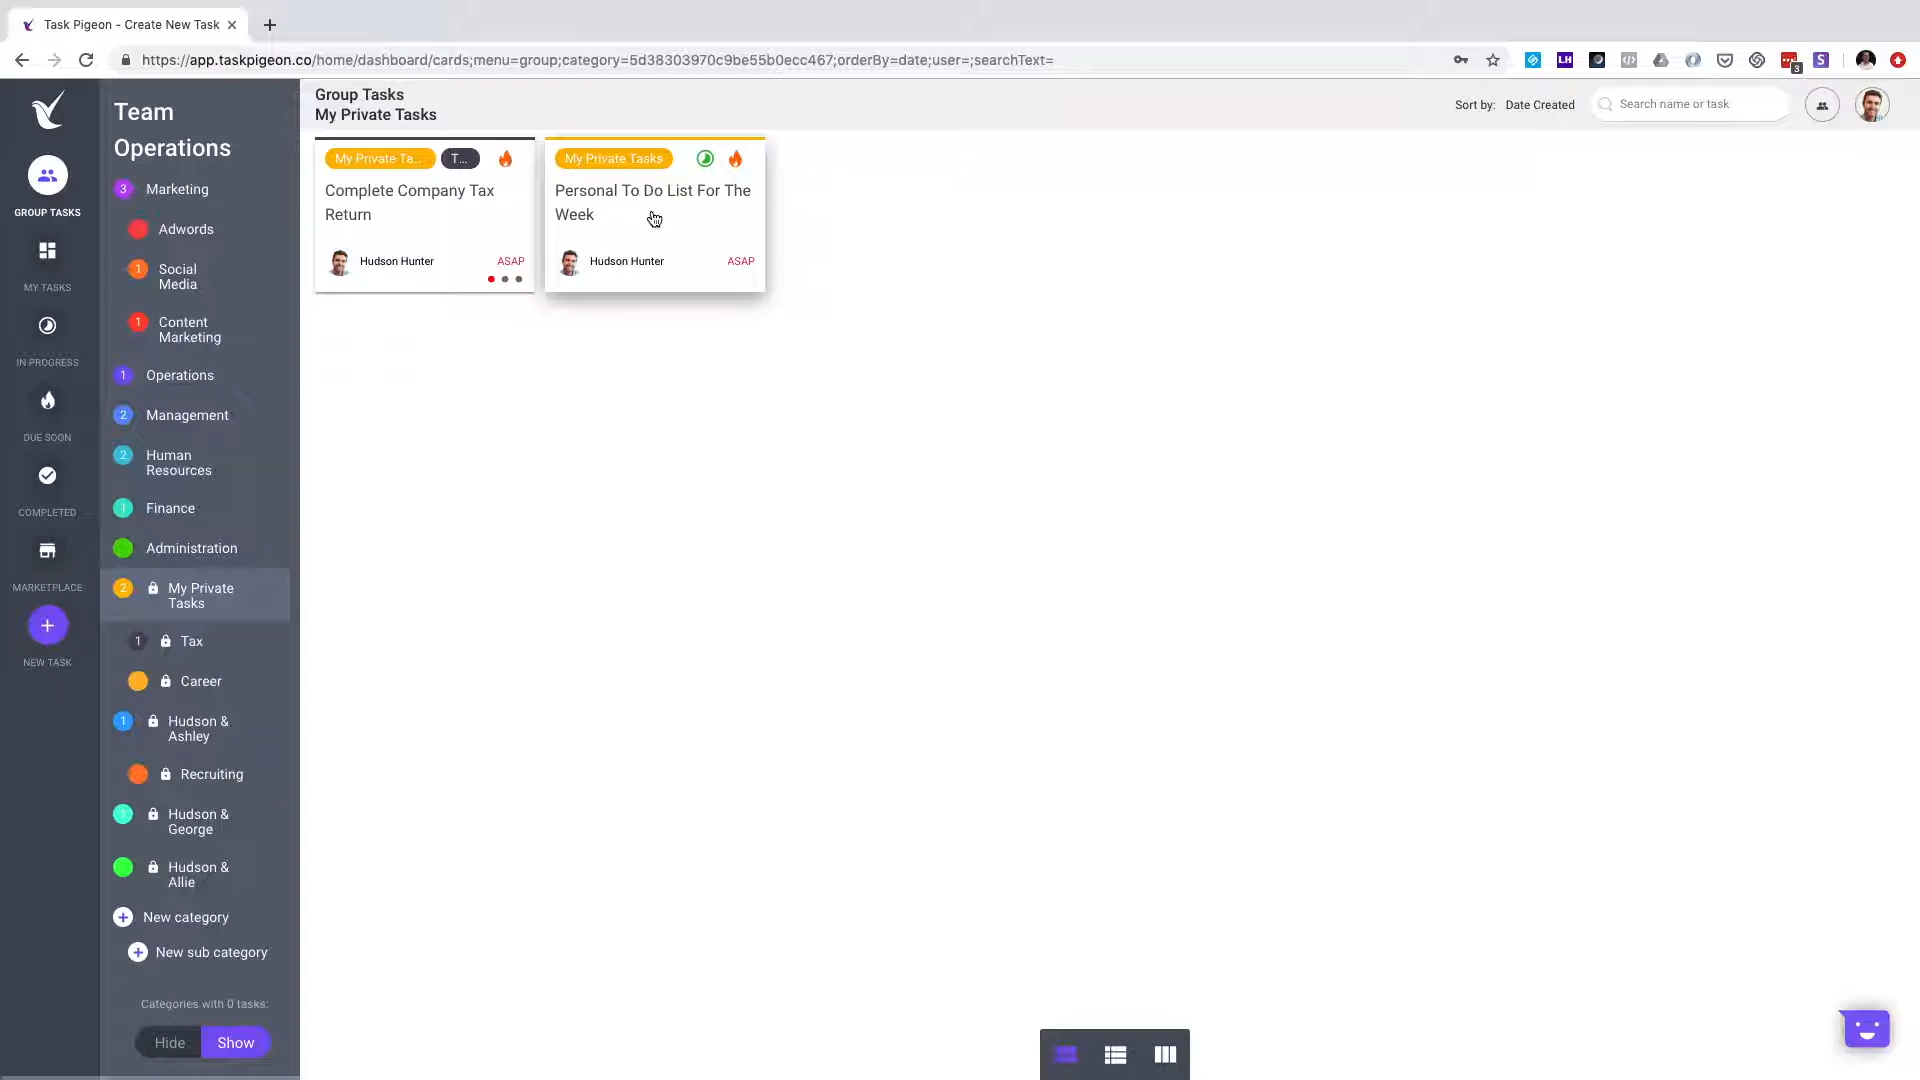 Task Pigeon - Create New Task
https://app.taskpigeon.co/home/dashboard/cards;menu=group;category=5d38303970c9be55b0ecc467;orderBy=date;user=;searchText=
LH
3
S
GROUP TASKS
MY TASKS
IN PROGRESS
DUE SOON
COMPLETED
MARKETPLACE
NEW TASK
Team
Operations
3 Marketing
Adwords
1 Social
Media
1 Content
Marketing
1 Operations
2 Management
2 Human
Resources
1 Finance
Administration
2 My Private
Tasks
1 Tax
Career
1 Hudson &
Ashley
Recruiting
1 Hudson &
George
Hudson &
Allie
New category
New sub category
Categories with 0 tasks:
Hide Show
Group Tasks
My Private Tasks
Sort by: Date Created
Search name or task
My Private Ta... T...
Complete Company Tax
Return
Hudson Hunter ASAP
My Private Tasks
Personal To Do List For The
Week
Hudson Hunter ASAP